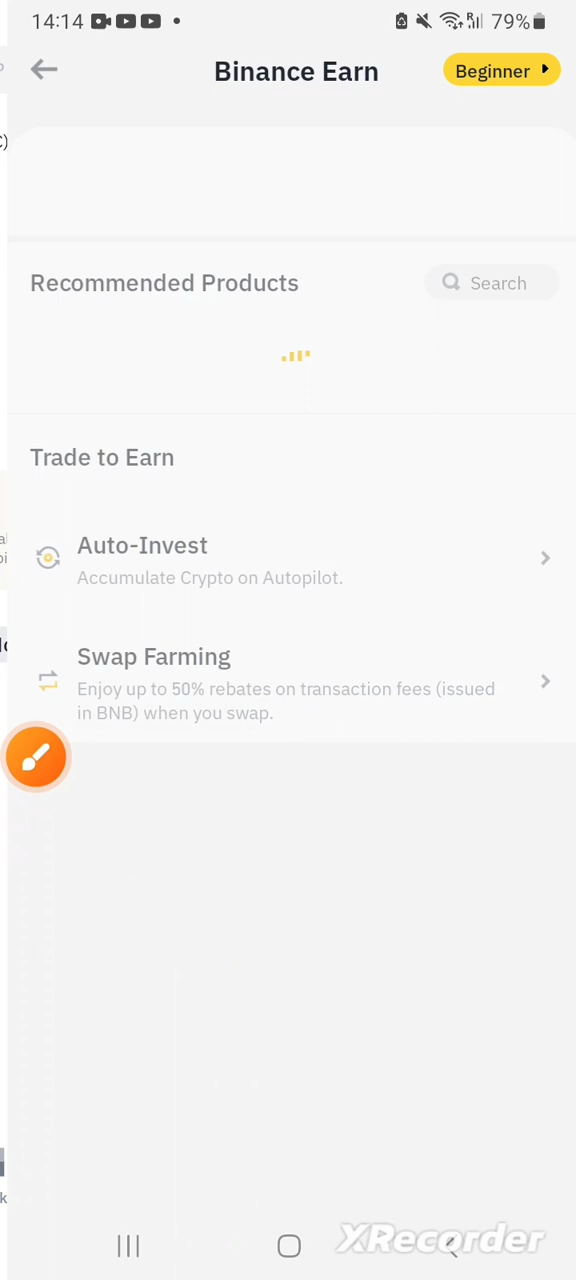 14:14 79%
Binance Earn
Beginner
Recommended Products
Search
Trade to Earn
Auto-Invest
Accumulate Crypto on Autopilot.
Swap Farming
Enjoy up to 50% rebates on transaction fees (issued
in BNB) when you swap.
XRecorder